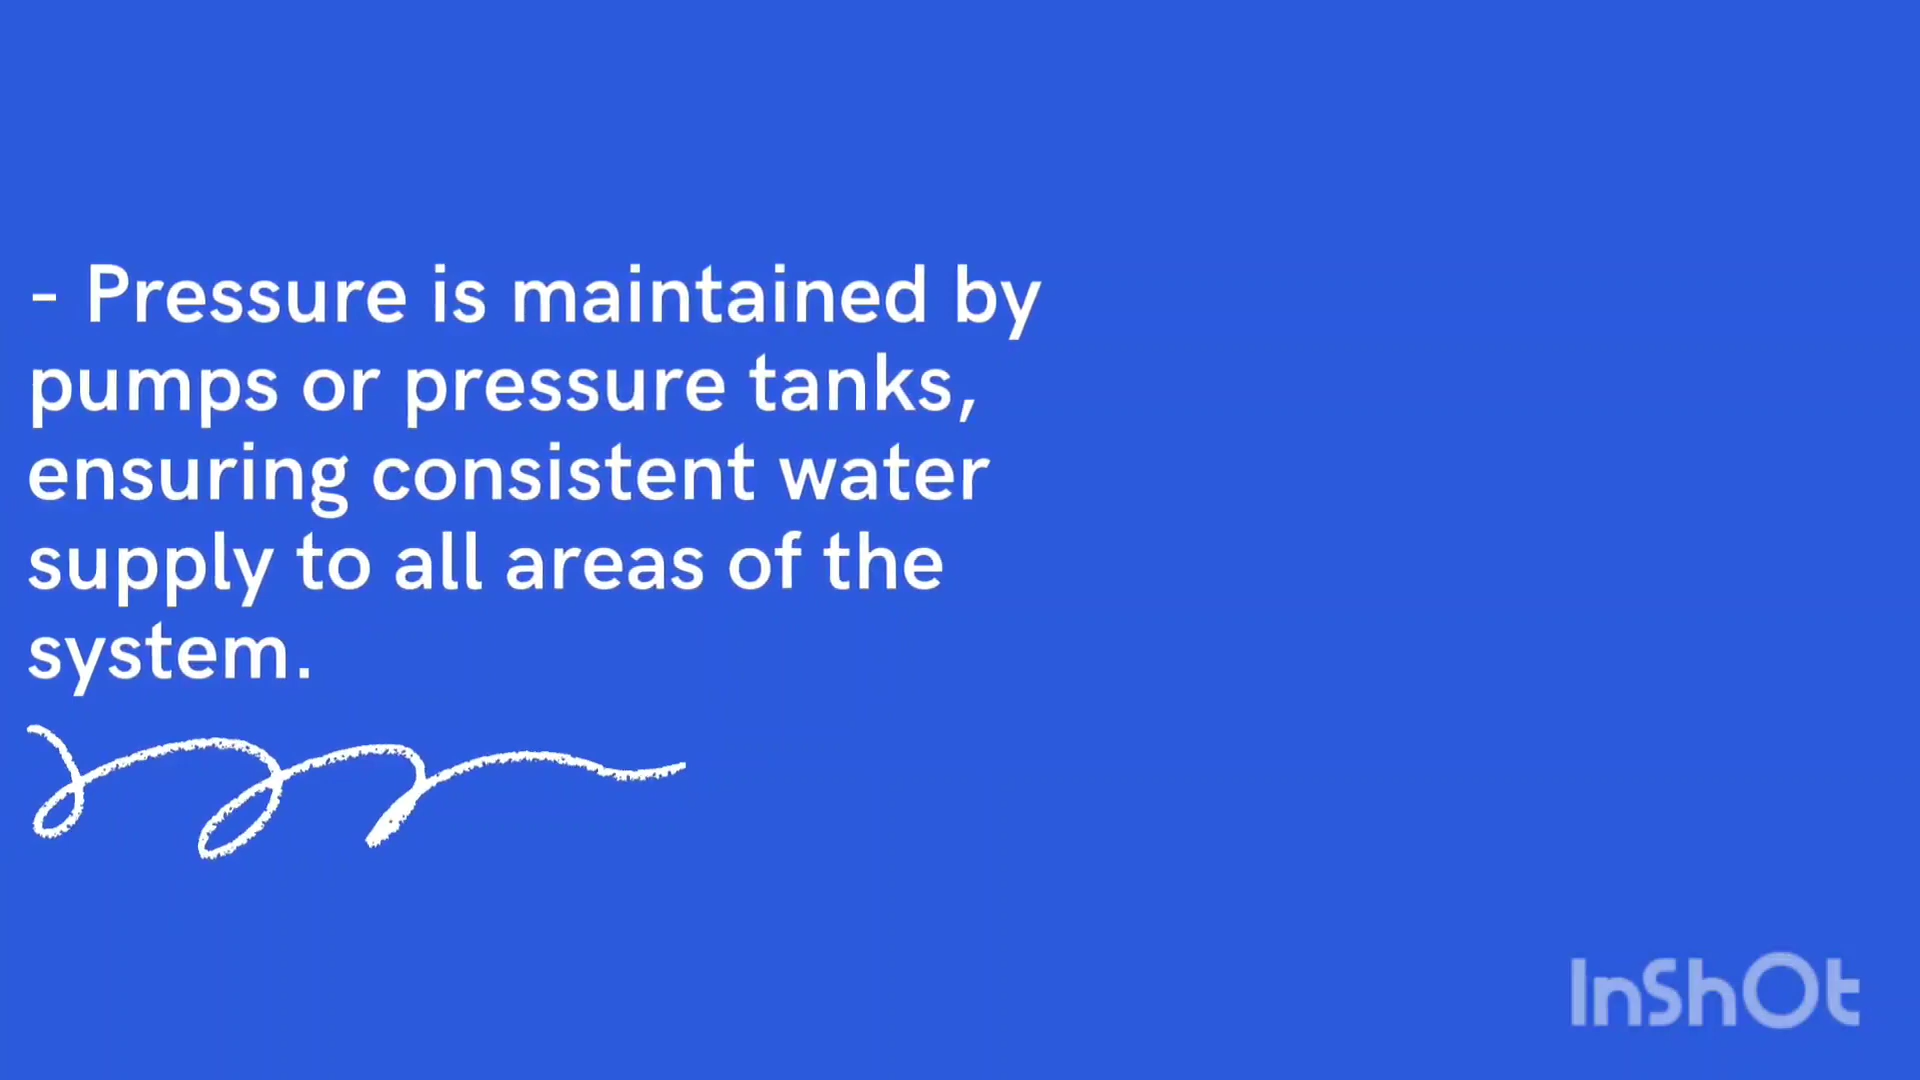 - Pressure is maintained by
pumps or pressure tanks,
ensuring consistent water
supply to all areas of the
system.
InShOt